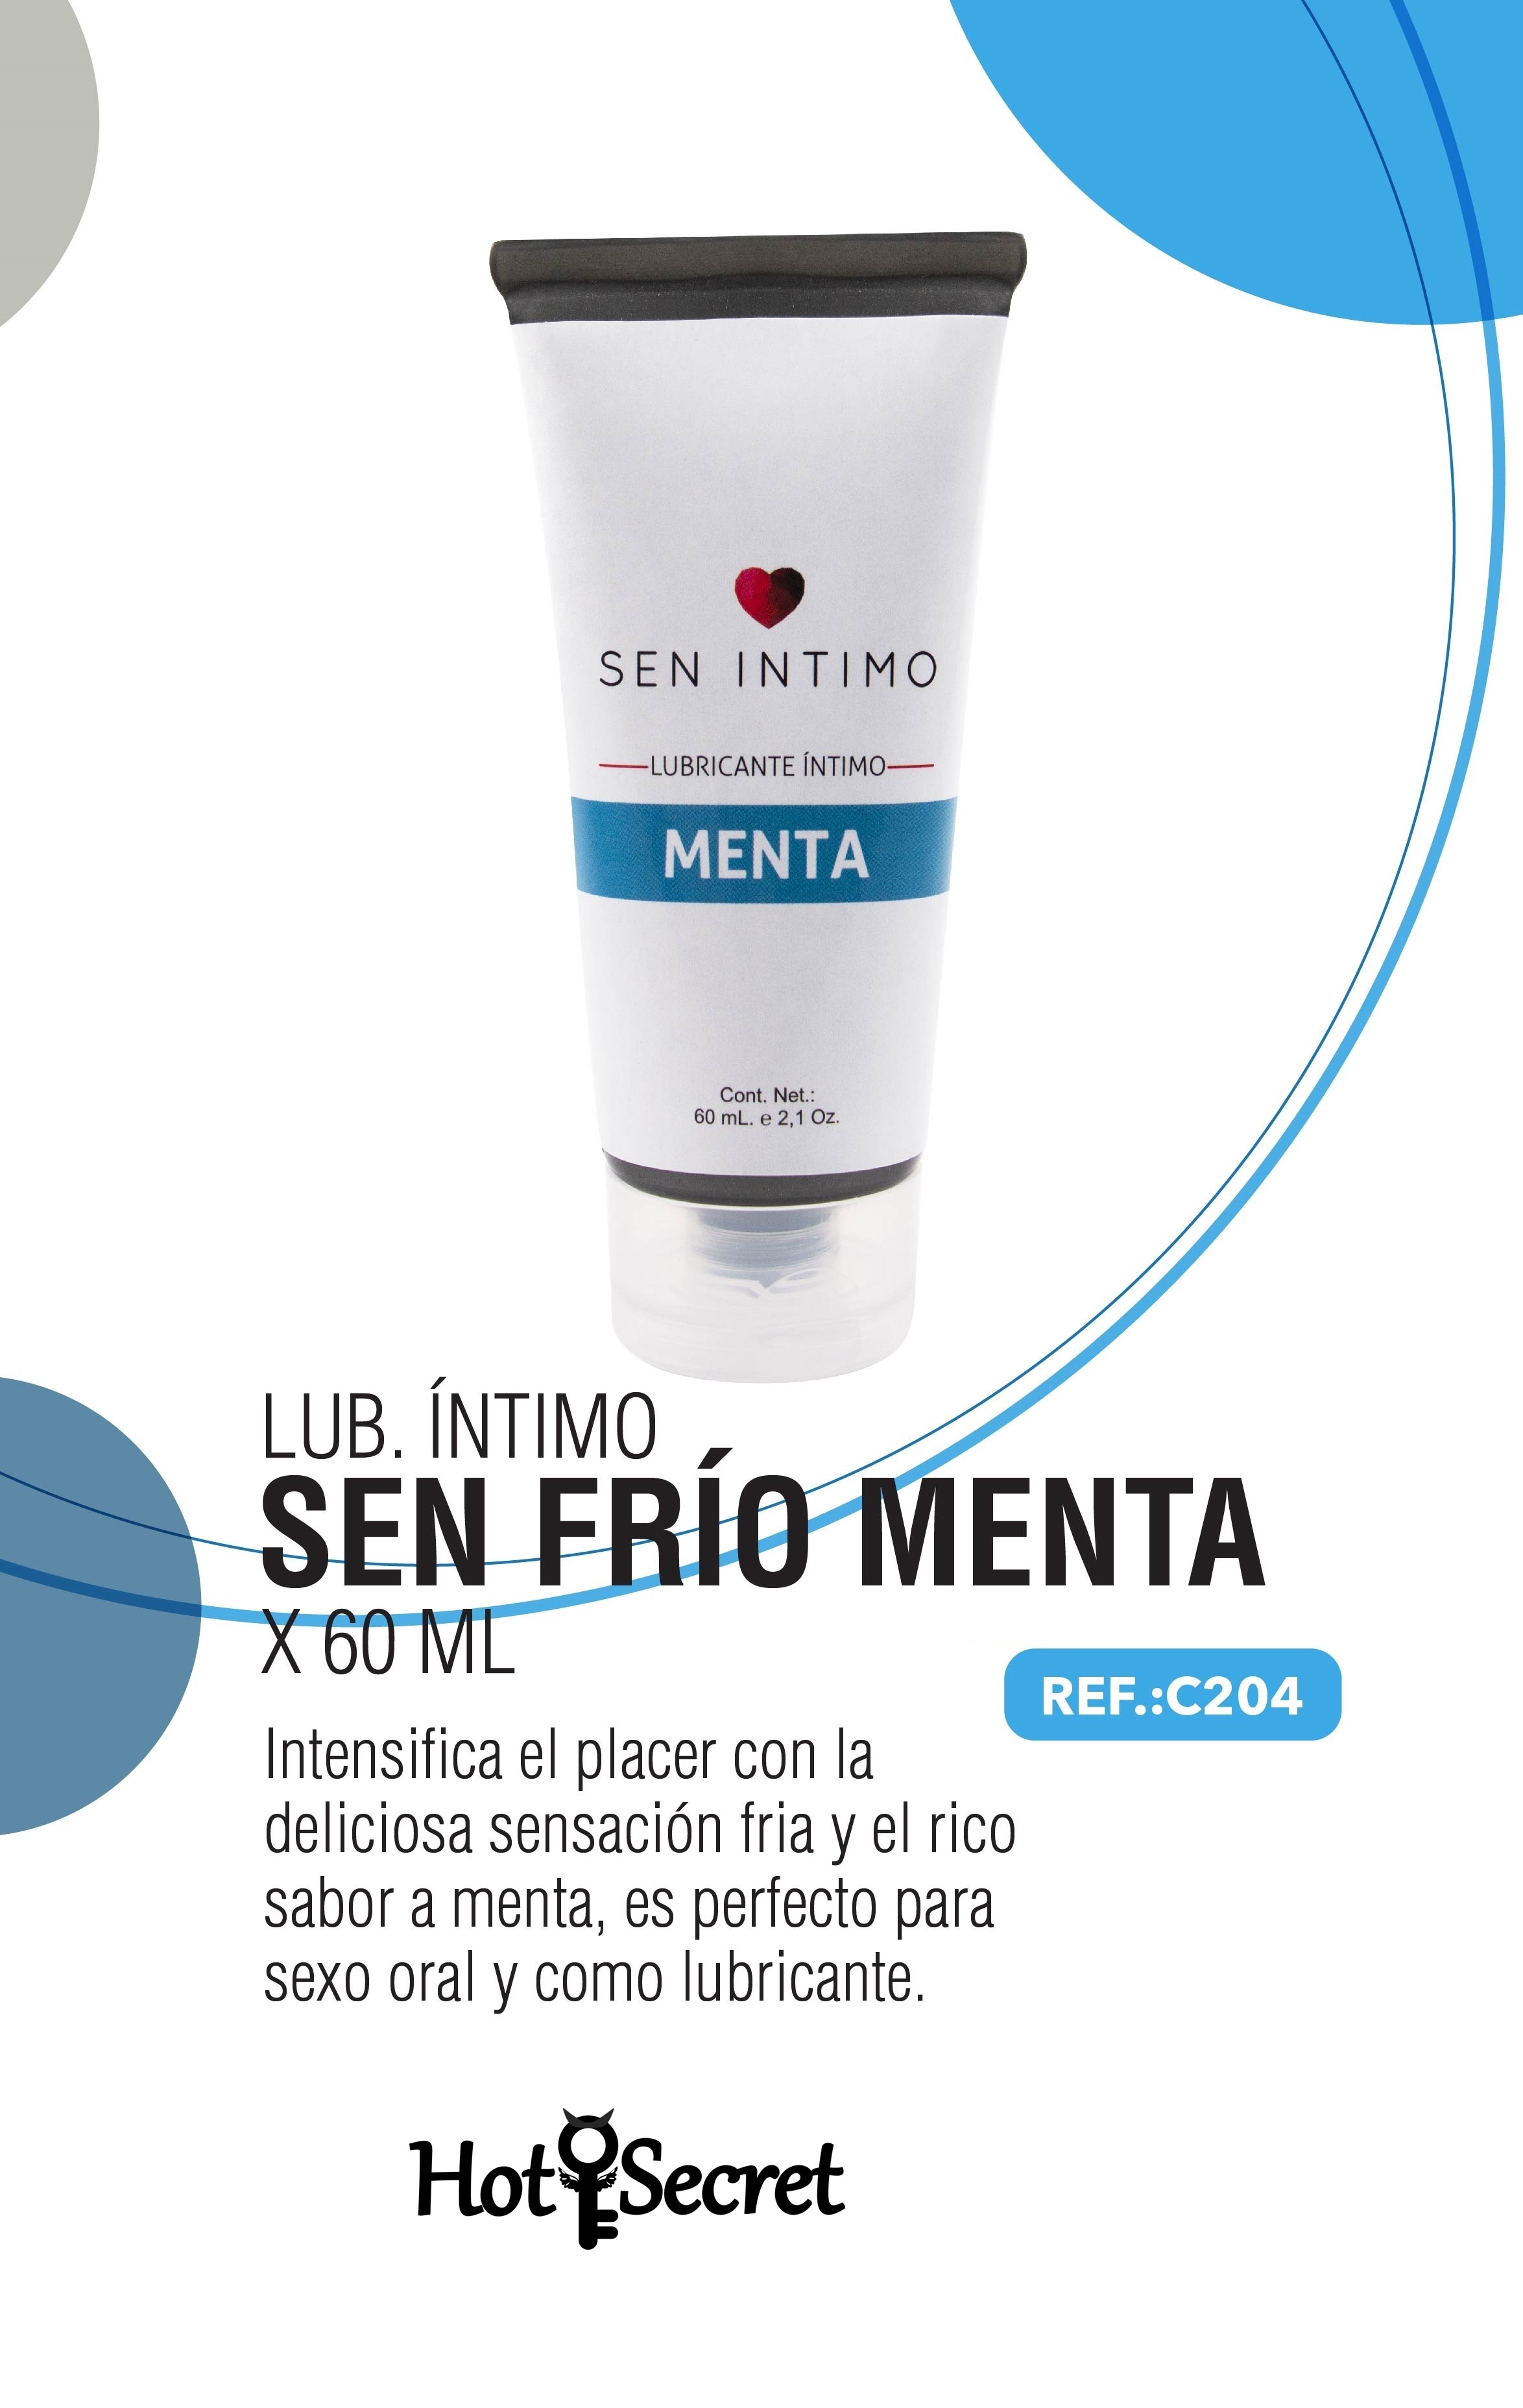 SEN INTIMO
LUBRICANTE ÍNTIMO
MENTA
Cont. Net.:
60 mL. e 2,1 Oz.
LUB. ÍNTIMO
SEN FRÍO MENTA
X 60 ML
REF.:C204
Intensifica el placer con la
deliciosa sensación fria y el rico
sabor a menta, es perfecto para
sexo oral y como lubricante.
Hot Secret